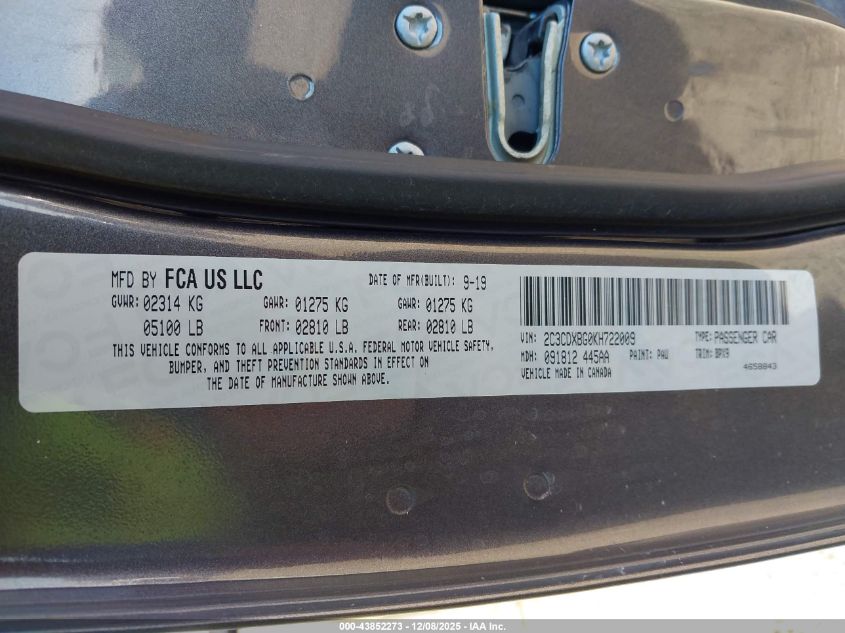 MFD BY FCA US LLC DATE OF MFR(BUILT): 9-19
GVWR: 02314 KG GAWR: 01275 KG GAWR: 01275 KG
05100 LB FRONT: 02810 LB REAR: 02810 LB
THIS VEHICLE CONFORMS TO ALL APPLICABLE U.S.A. FEDERAL MOTOR VEHICLE SAFETY,
BUMPER, AND THEFT PREVENTION STANDARDS IN EFFECT ON
THE DATE OF MANUFACTURE SHOWN ABOVE.
VIN: 2C3CDXBG0KH722009 TYPE: PASSENGER CAR
MDH: 091812 445AA PAINT: PAU TRIM: BPX9
VEHICLE MADE IN CANADA 4658843
000-43852273 - 12/08/2025 - IAA Inc.